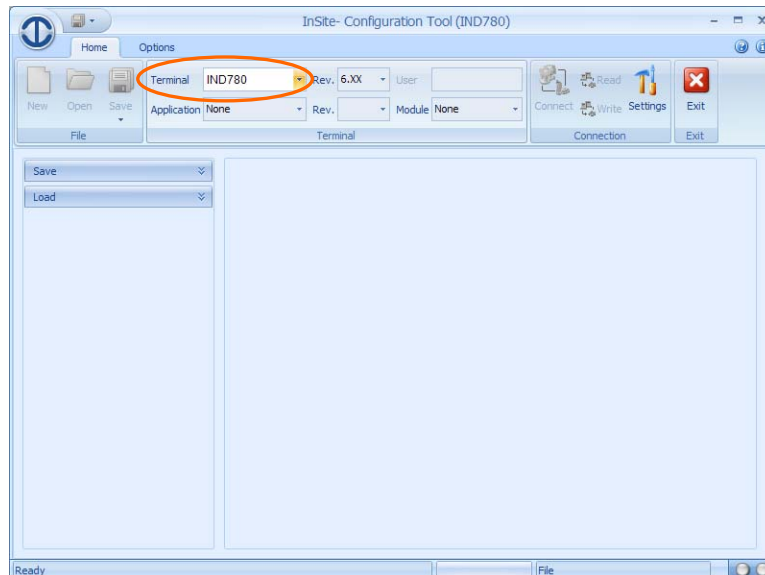 InSite- Configuration Tool (IND780)
Home Options
Terminal IND780 Rev. 6.XX User
New Open Save Application None Rev. Module None Connect Read Write Settings Exit
File Terminal Connection Exit
Save
Load
Ready File